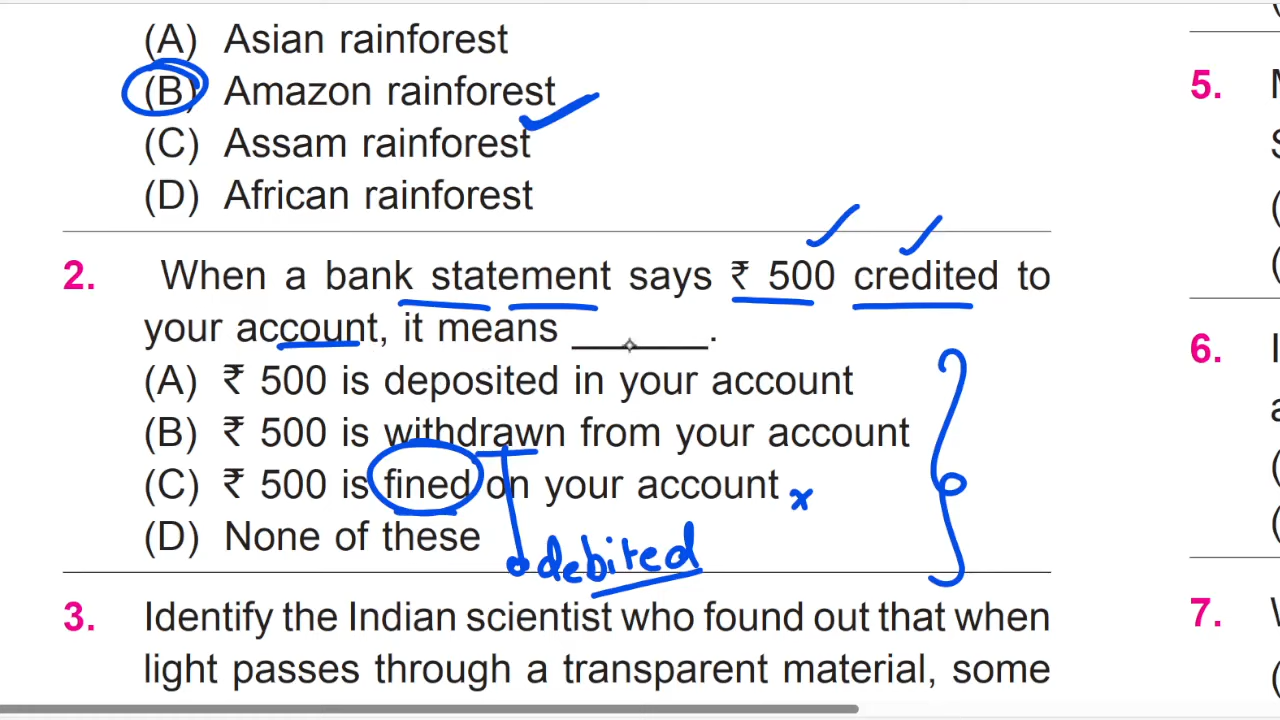 (A) Asian rainforest
(B) Amazon rainforest
(C) Assam rainforest
(D) African rainforest
2. When a bank statement says ₹ 500 credited to
your account, it means ______.
(A) ₹ 500 is deposited in your account
(B) ₹ 500 is withdrawn from your account
(C) ₹ 500 is fined on your account x
(D) None of these
debited
3. Identify the Indian scientist who found out that when
light passes through a transparent material, some
5.
6. I
7.